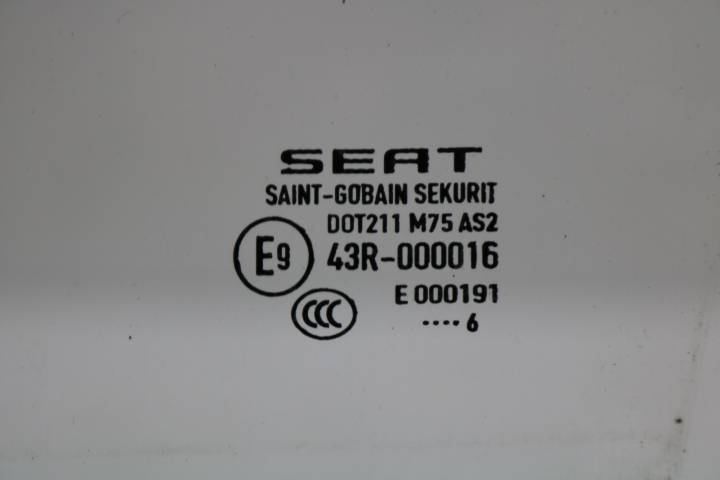 SEAT
SAINT-GOBAIN SEKURIT
DOT211 M75 AS2
E9 43R-000016
E 000191
CCC
.... 6